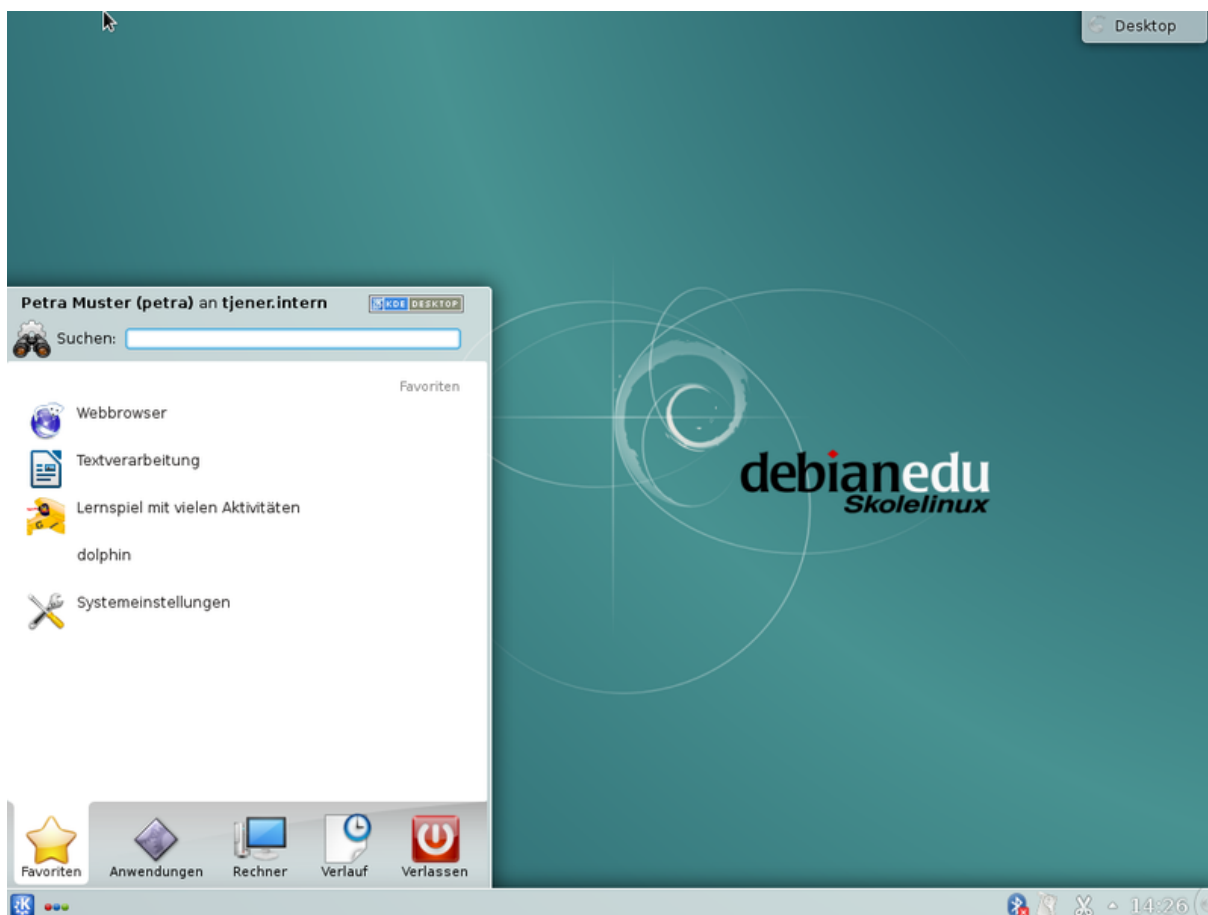 Desktop
Petra Muster (petra) an tjener.intern
KDE DESKTOP
Suchen:
Favoriten
Webbrowser
Textverarbeitung
Lernspiel mit vielen Aktivitäten
dolphin
Systemeinstellungen
debianedu
Skolelinux
Favoriten
Anwendungen
Rechner
Verlauf
Verlassen
14:26